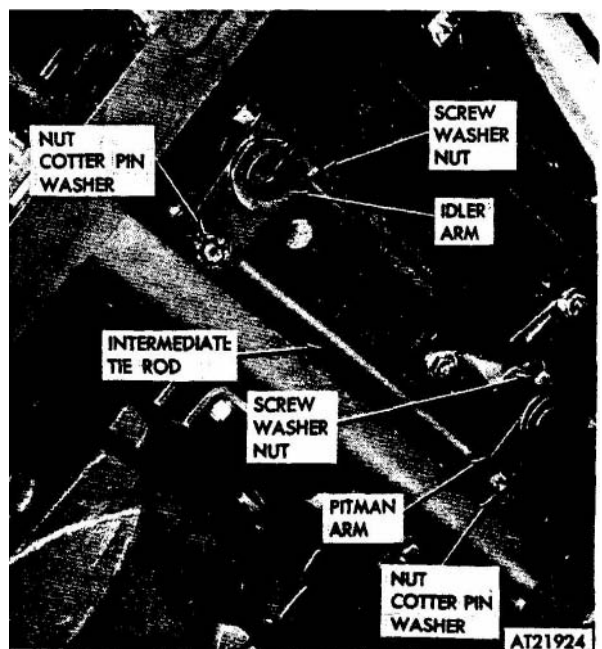 SCREW
WASHER
NUT
NUT
COTTER PIN
WASHER
IDLER
ARM
INTERMEDIATE
TIE ROD
SCREW
WASHER
NUT
PITMAN
ARM
NUT
COTTER PIN
WASHER
AT21924